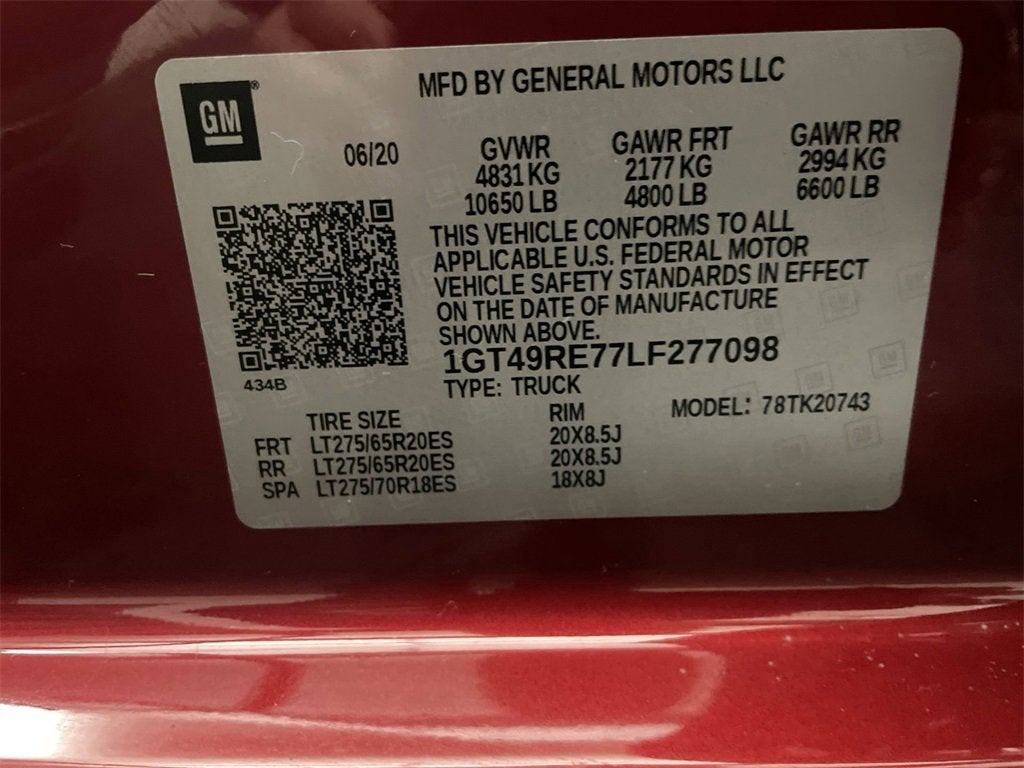 MFD BY GENERAL MOTORS LLC
GM®
06/20
GVWR GAWR FRT GAWR RR
4831 KG 2177 KG 2994 KG
10650 LB 4800 LB 6600 LB
THIS VEHICLE CONFORMS TO ALL
APPLICABLE U.S. FEDERAL MOTOR
VEHICLE SAFETY STANDARDS IN EFFECT
ON THE DATE OF MANUFACTURE
SHOWN ABOVE.
1GT49RE77LF277098
434B
TYPE: TRUCK
MODEL: 78TK20743
TIRE SIZE RIM
FRT LT275/65R20ES 20X8.5J
RR LT275/65R20ES 20X8.5J
SPA LT275/70R18ES 18X8J